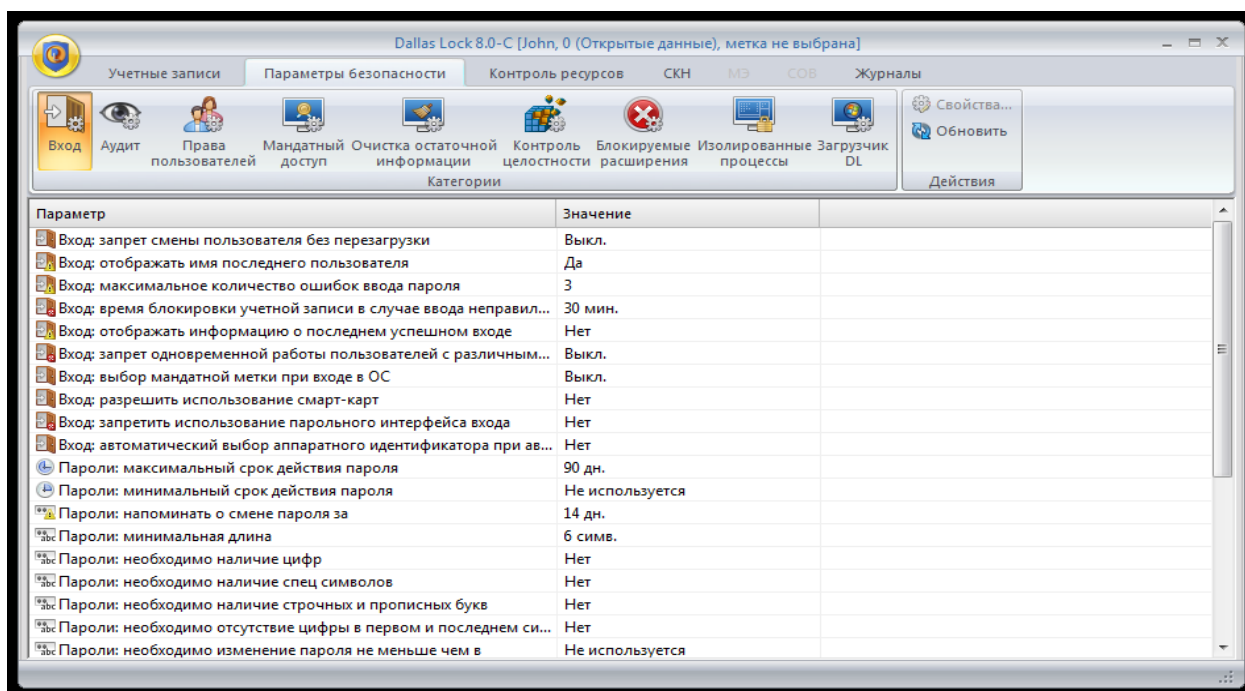 Dallas Lock 8.0-C [John, 0 (Открытые данные), метка не выбрана]
Учетные записи Параметры безопасности Контроль ресурсов СКН МЭ СОВ Журналы
Вход Аудит Права пользователей Мандатный доступ Очистка остаточной информации Контроль целостности Блокируемые расширения Изолированные процессы Загрузчик DL
Свойства...
Обновить
Категории Действия
Параметр Значение
Вход: запрет смены пользователя без перезагрузки Выкл.
Вход: отображать имя последнего пользователя Да
Вход: максимальное количество ошибок ввода пароля 3
Вход: время блокировки учетной записи в случае ввода неправил... 30 мин.
Вход: отображать информацию о последнем успешном входе Нет
Вход: запрет одновременной работы пользователей с различным... Выкл.
Вход: выбор мандатной метки при входе в ОС Выкл.
Вход: разрешить использование смарт-карт Нет
Вход: запретить использование парольного интерфейса входа Нет
Вход: автоматический выбор аппаратного идентификатора при ав... Нет
Пароли: максимальный срок действия пароля 90 дн.
Пароли: минимальный срок действия пароля Не используется
Пароли: напоминать о смене пароля за 14 дн.
Пароли: минимальная длина 6 симв.
Пароли: необходимо наличие цифр Нет
Пароли: необходимо наличие спец символов Нет
Пароли: необходимо наличие строчных и прописных букв Нет
Пароли: необходимо отсутствие цифры в первом и последнем си... Нет
Пароли: необходимо изменение пароля не меньше чем в Не используется